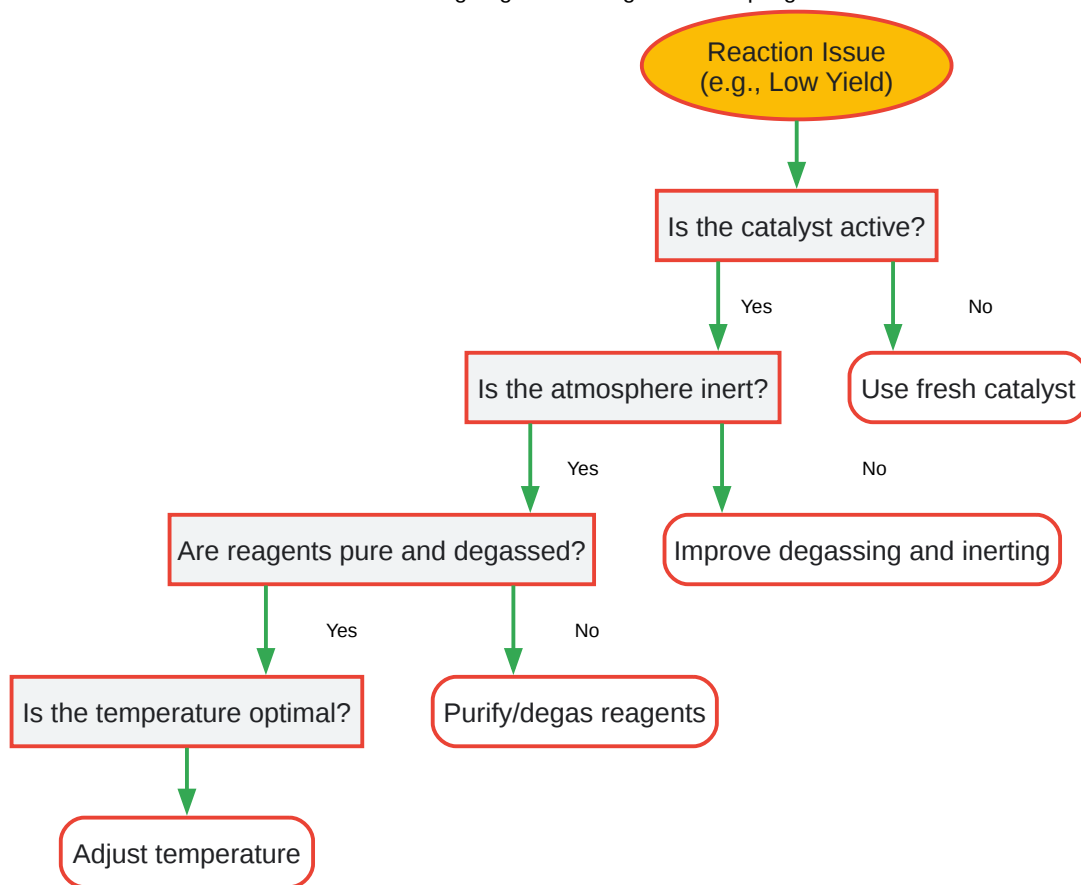 Reaction Issue
(e.g., Low Yield)
Is the catalyst active?
Yes
No
Is the atmosphere inert?
Use fresh catalyst
Yes
No
Are reagents pure and degassed?
Improve degassing and inerting
Yes
No
Is the temperature optimal?
Purify/degas reagents
Adjust temperature